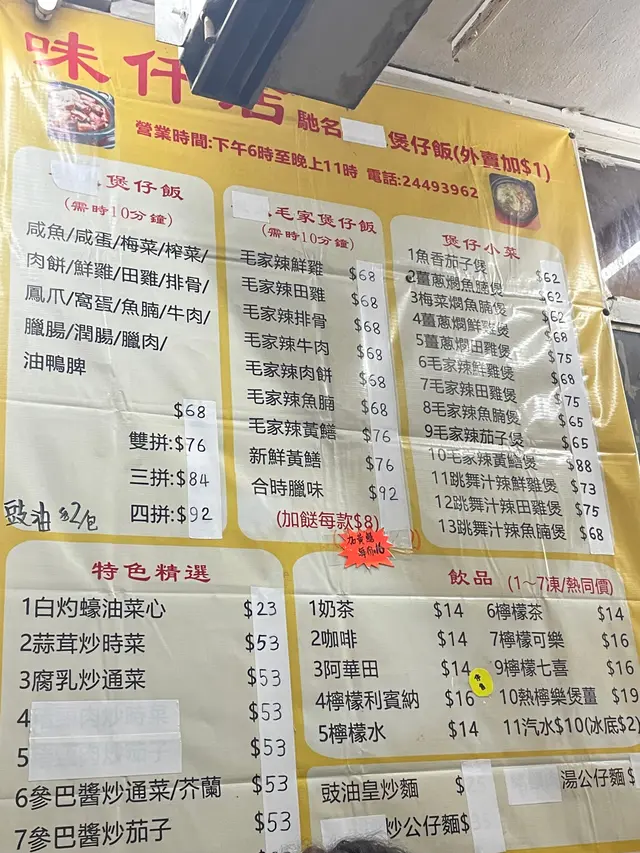 味仔店
馳名 煲仔飯(外賣加$1)
營業時間:下午6時至晚上11時 電話:24493962
煲仔飯
(需時10分鐘)
咸魚/咸蛋/梅菜/榨菜/
肉餅/鮮雞/田雞/排骨/
鳳爪/窩蛋/魚腩/牛肉/
臘腸/潤腸/臘肉/
油鴨脾
$68
雙拼:$76
三拼:$84
四拼:$92
豉油 $2/包
毛家煲仔飯
(需時10分鐘)
毛家辣鮮雞 $68
毛家辣田雞 $68
毛家辣排骨 $68
毛家辣牛肉 $68
毛家辣肉餅 $68
毛家辣魚腩 $68
毛家辣黃鱔 $76
新鮮黃鱔 $76
合時臘味 $92
(加餸每款$8)
加黃鱔
煲仔小菜
1魚香茄子煲 $62
2薑蔥焗魚腩煲 $62
3梅菜燜魚腩煲 $62
4薑蔥焗鮮雞煲 $75
5薑蔥焗田雞煲 $68
6毛家辣鮮雞煲 $75
7毛家辣田雞煲 $65
8毛家辣魚腩煲 $65
9毛家辣茄子煲 $88
10毛家辣黃鱔煲 $73
11跳舞汁辣鮮雞煲 $75
12跳舞汁辣田雞煲 $68
13跳舞汁辣魚腩煲
特色精選
1白灼蠔油菜心 $23
2蒜茸炒時菜 $53
3腐乳炒通菜 $53
4 $53
5 $53
6參巴醬炒通菜/芥蘭 $53
7參巴醬炒茄子 $53
飲品 (1～7凍/熱同價)
1奶茶 $14
2咖啡 $14
3阿華田 $14
4檸檬利賓納 $16
5檸檬水 $14
6檸檬茶 $14
7檸檬可樂 $16
9檸檬七喜 $16
10熱檸樂煲薑 $19
11汽水$10(冰底$2)
豉油皇炒麵 $
炒公仔麵$
湯公仔麵$